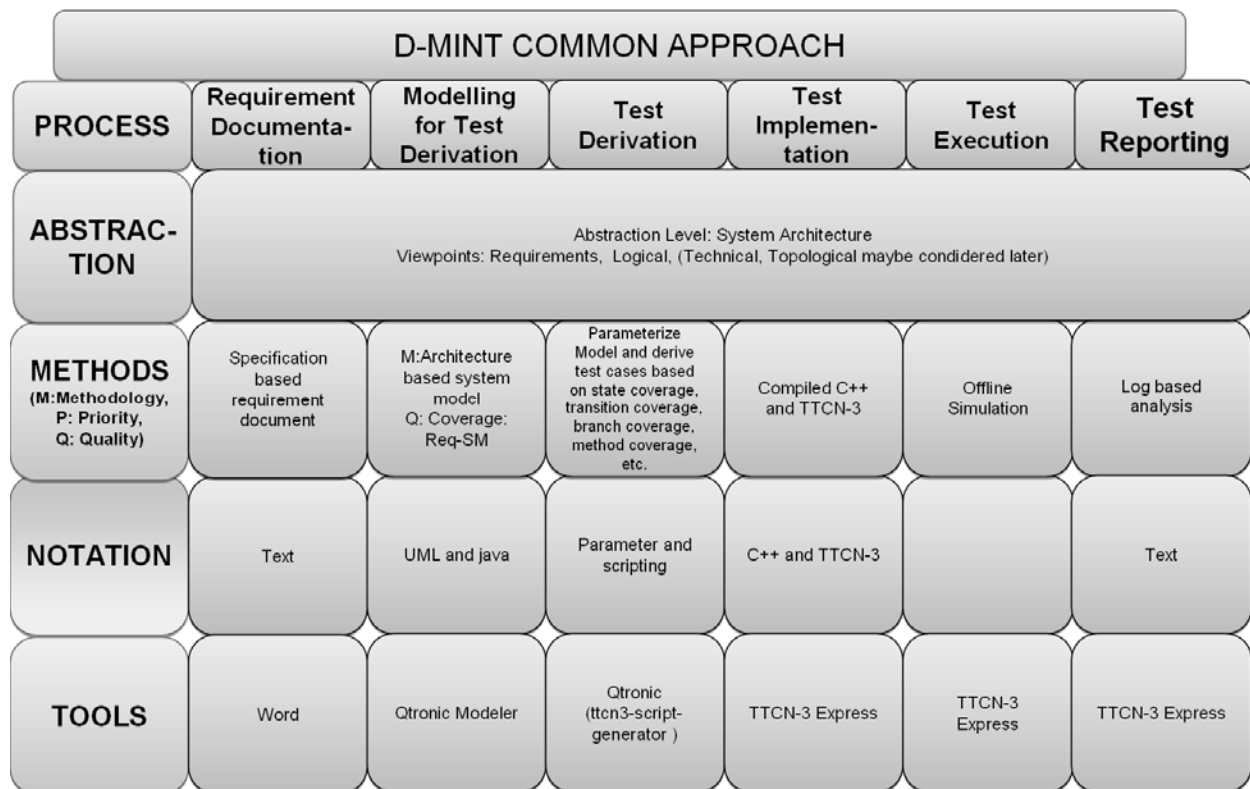 D-MINT COMMON APPROACH
PROCESS
Requirement
Documenta-
tion
Modelling
for Test
Derivation
Test
Derivation
Test
Implemen-
tation
Test
Execution
Test
Reporting
ABSTRAC-
TION
Abstraction Level: System Architecture
Viewpoints: Requirements, Logical, (Technical, Topological maybe condidered later)
METHODS
(M:Methodology,
P: Priority,
Q: Quality)
Specification
based
requirement
document
M:Architecture
based system
model
Q: Coverage:
Req-SM
Parameterize
Model and derive
test cases based
on state coverage,
transition coverage,
branch coverage,
method coverage,
etc.
Compiled C++
and TTCN-3
Offline
Simulation
Log based
analysis
NOTATION
Text
UML and java
Parameter and
scripting
C++ and TTCN-3
Text
TOOLS
Word
Qtronic Modeler
Qtronic
(ttcn3-script-
generator )
TTCN-3 Express
TTCN-3
Express
TTCN-3 Express